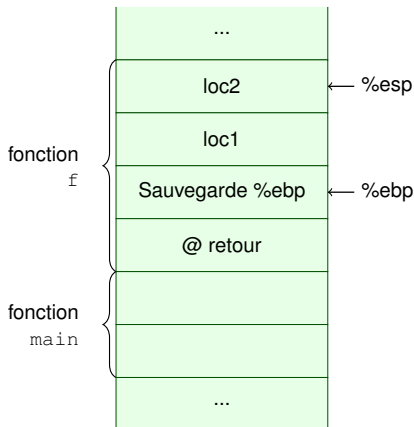 ...
loc2
%esp
loc1
fonction
f
Sauvegarde %ebp
%ebp
@ retour
fonction
main
...